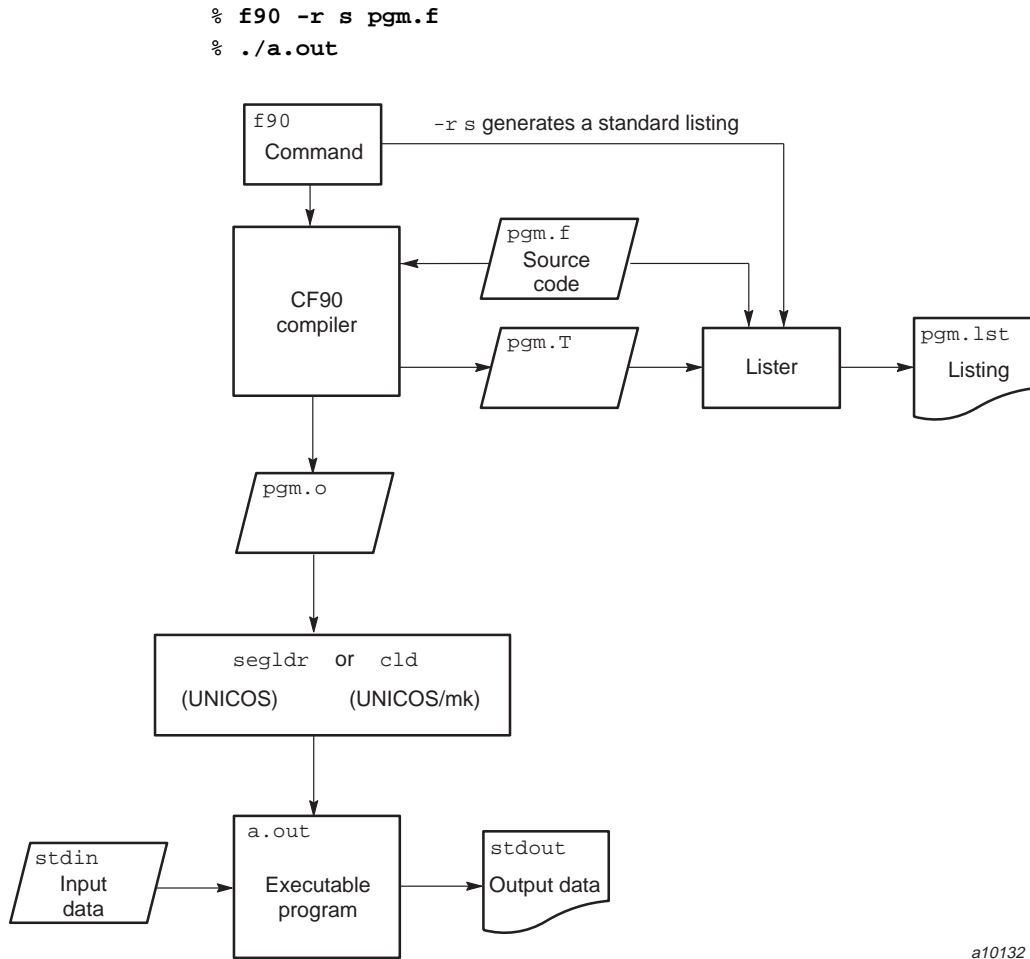 % f90 -r s pgm.f
% ./a.out
f90
Command
-r s generates a standard listing
CF90
compiler
pgm.f
Source
code
pgm.T
Lister
pgm.lst
Listing
pgm.o
segldr or cld
(UNICOS) (UNICOS/mk)
stdin
Input
data
a.out
Executable
program
stdout
Output data
a10132